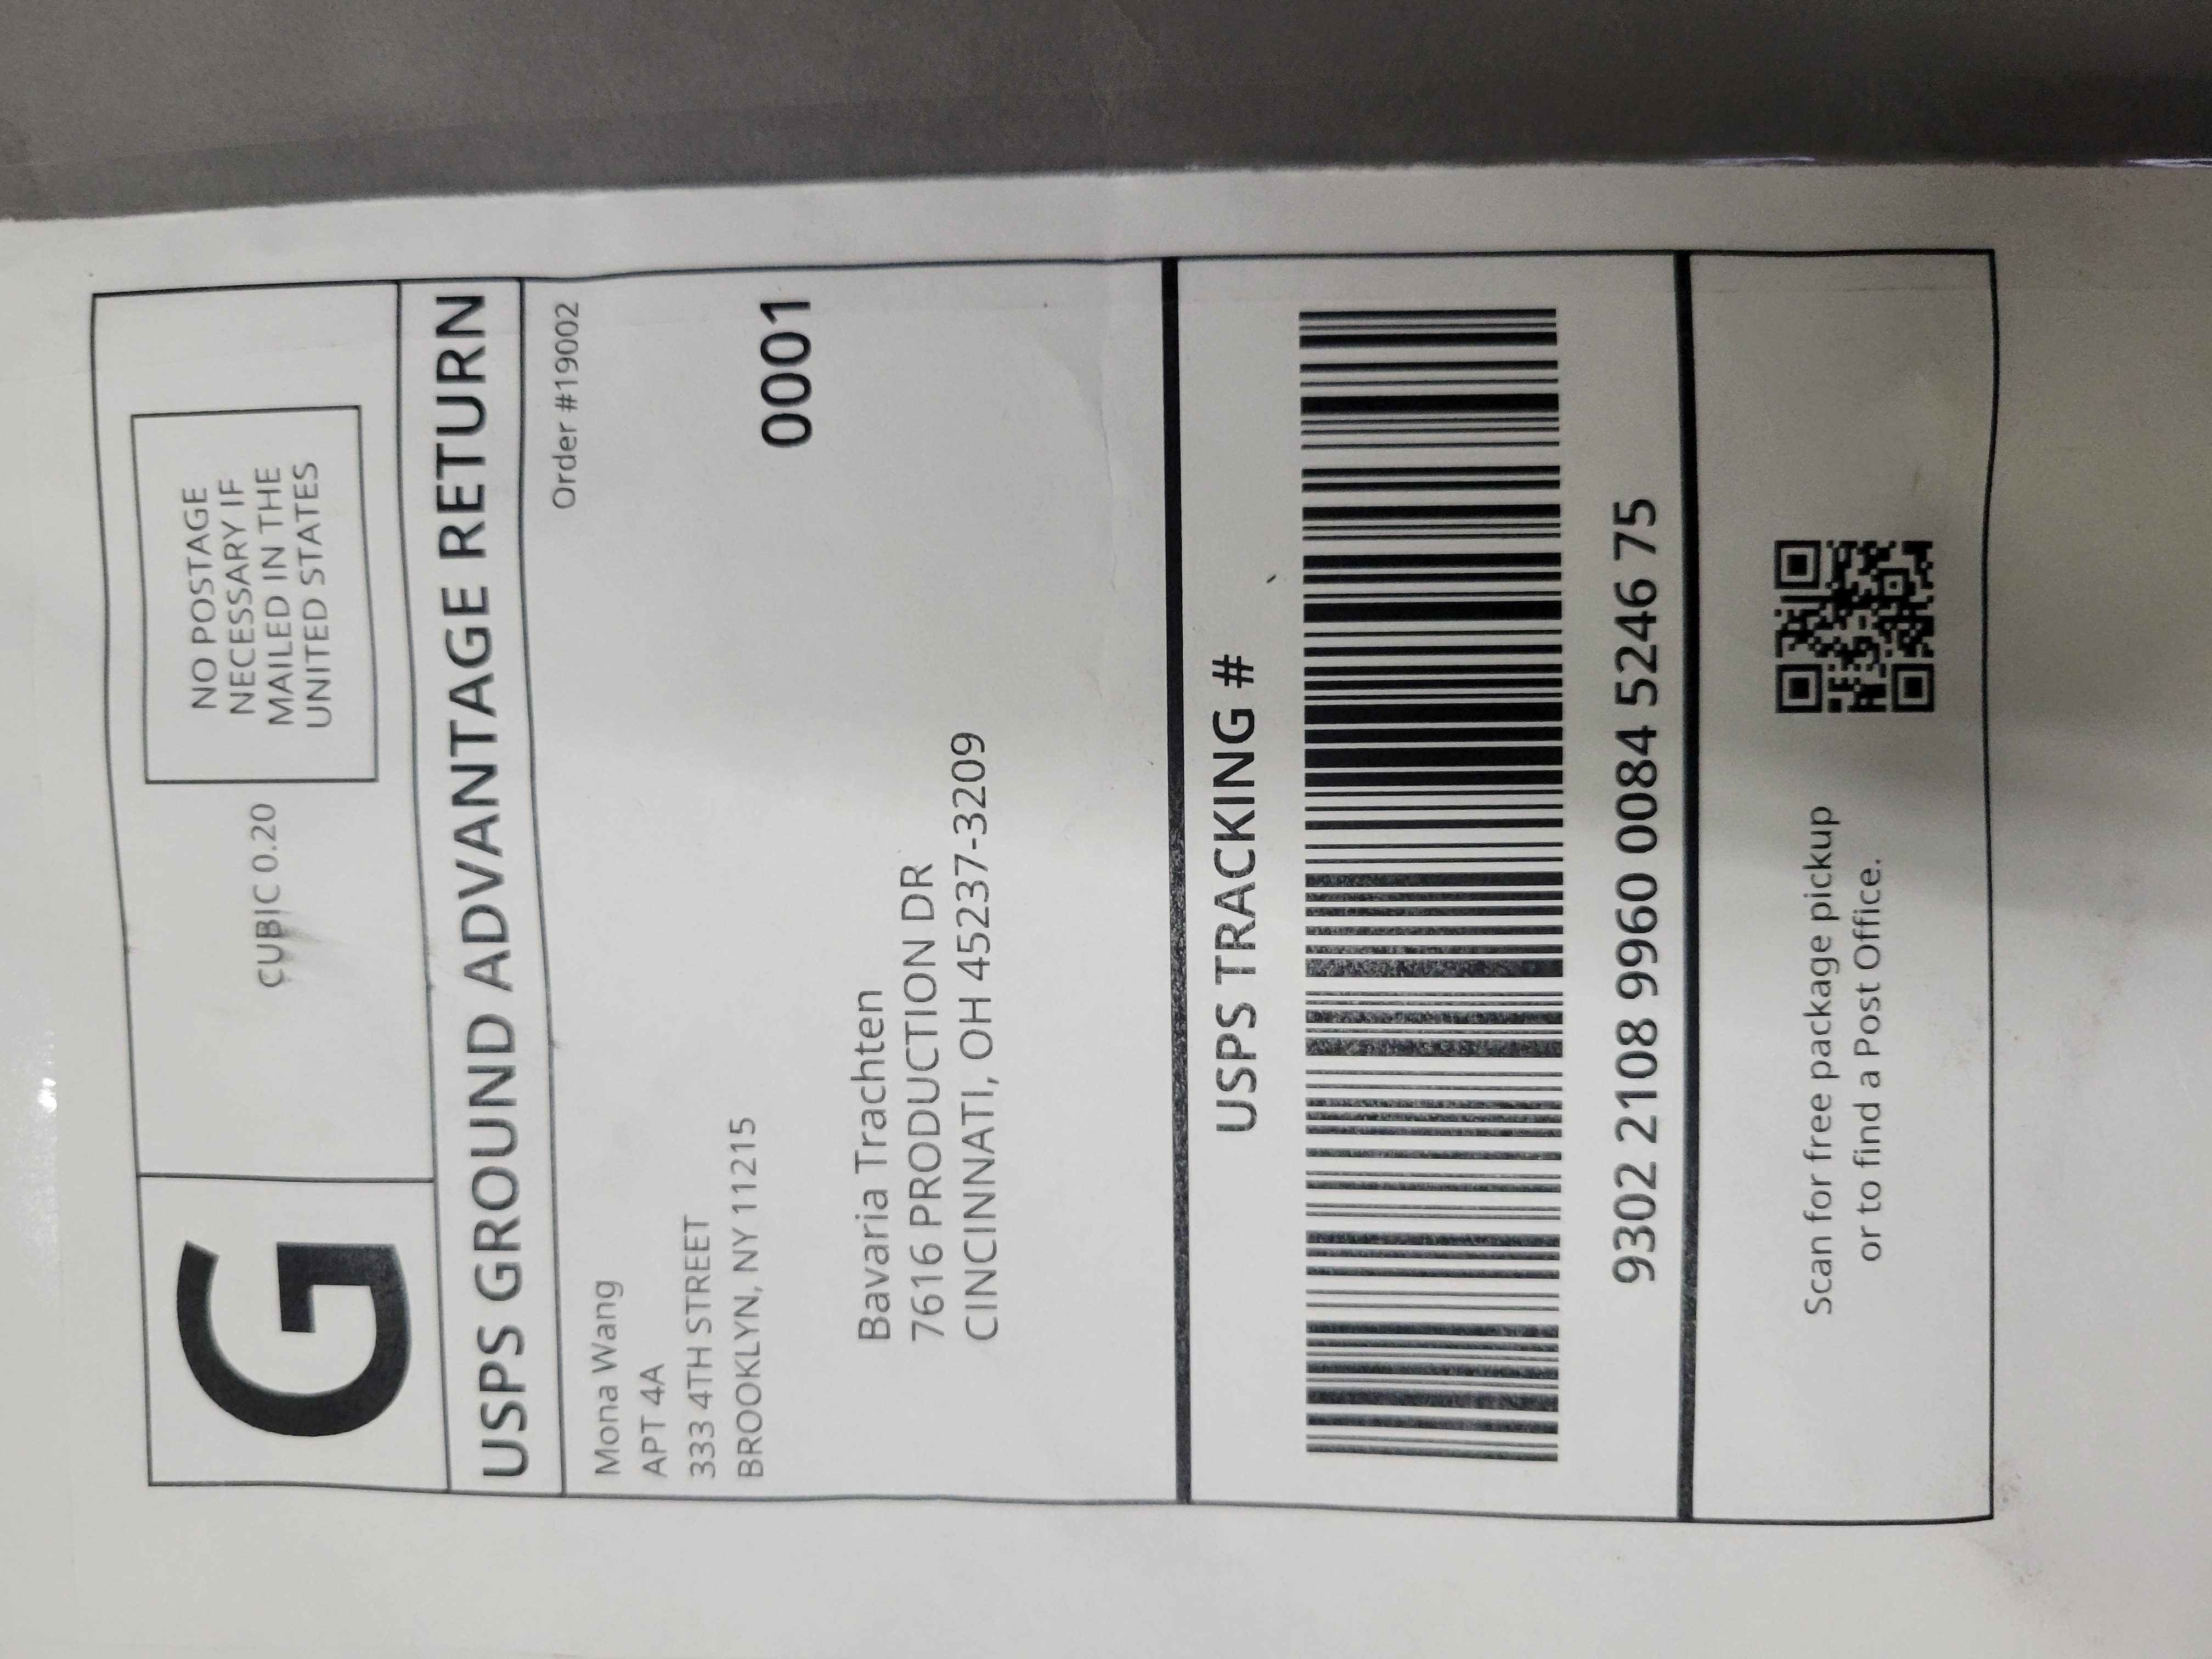 G
CUBIC 0.20
NO POSTAGE
NECESSARY IF
MAILED IN THE
UNITED STATES
USPS GROUND ADVANTAGE RETURN
Order #19002
Mona Wang
APT 4A
333 4TH STREET
BROOKLYN, NY 11215
0001
Bavaria Trachten
7616 PRODUCTION DR
CINCINNATI, OH 45237-3209
USPS TRACKING #
9302 2108 9960 0084 5246 75
Scan for free package pickup
or to find a Post Office.